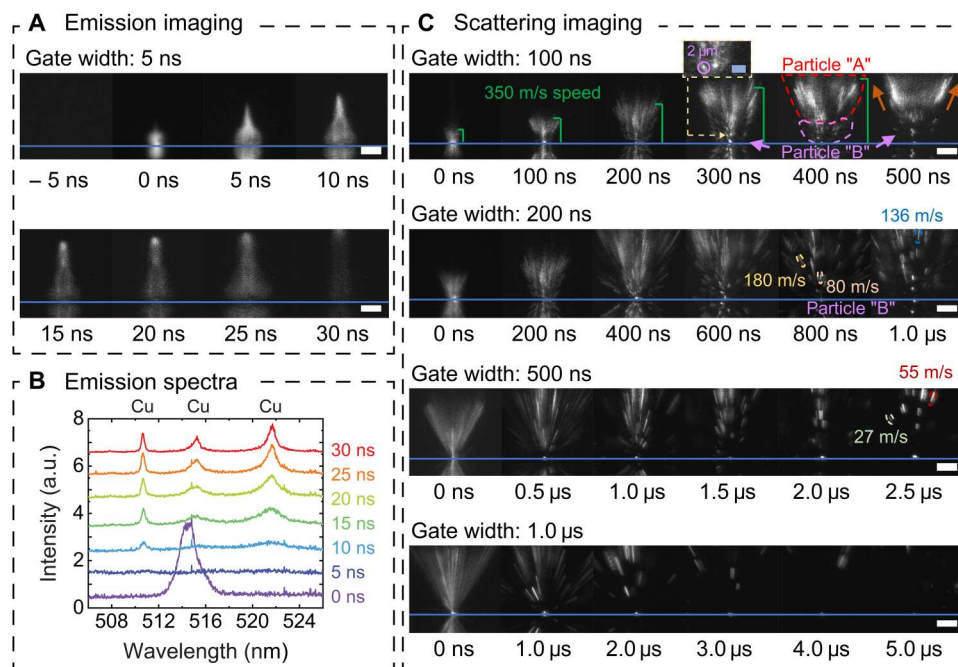 A Emission imaging
Gate width: 5 ns
– 5 ns 0 ns 5 ns 10 ns
15 ns 20 ns 25 ns 30 ns
B Emission spectra
Cu Cu Cu
8
6
4
2
0
Intensity (a.u.)
30 ns
25 ns
20 ns
15 ns
10 ns
5 ns
0 ns
508 512 516 520 524
Wavelength (nm)
C Scattering imaging
Gate width: 100 ns
2 µm
350 m/s speed
Particle "A"
Particle "B"
0 ns 100 ns 200 ns 300 ns 400 ns 500 ns
Gate width: 200 ns
136 m/s
180 m/s
80 m/s
Particle "B"
0 ns 200 ns 400 ns 600 ns 800 ns 1.0 µs
Gate width: 500 ns
55 m/s
27 m/s
0 ns 0.5 µs 1.0 µs 1.5 µs 2.0 µs 2.5 µs
Gate width: 1.0 µs
0 ns 1.0 µs 2.0 µs 3.0 µs 4.0 µs 5.0 µs